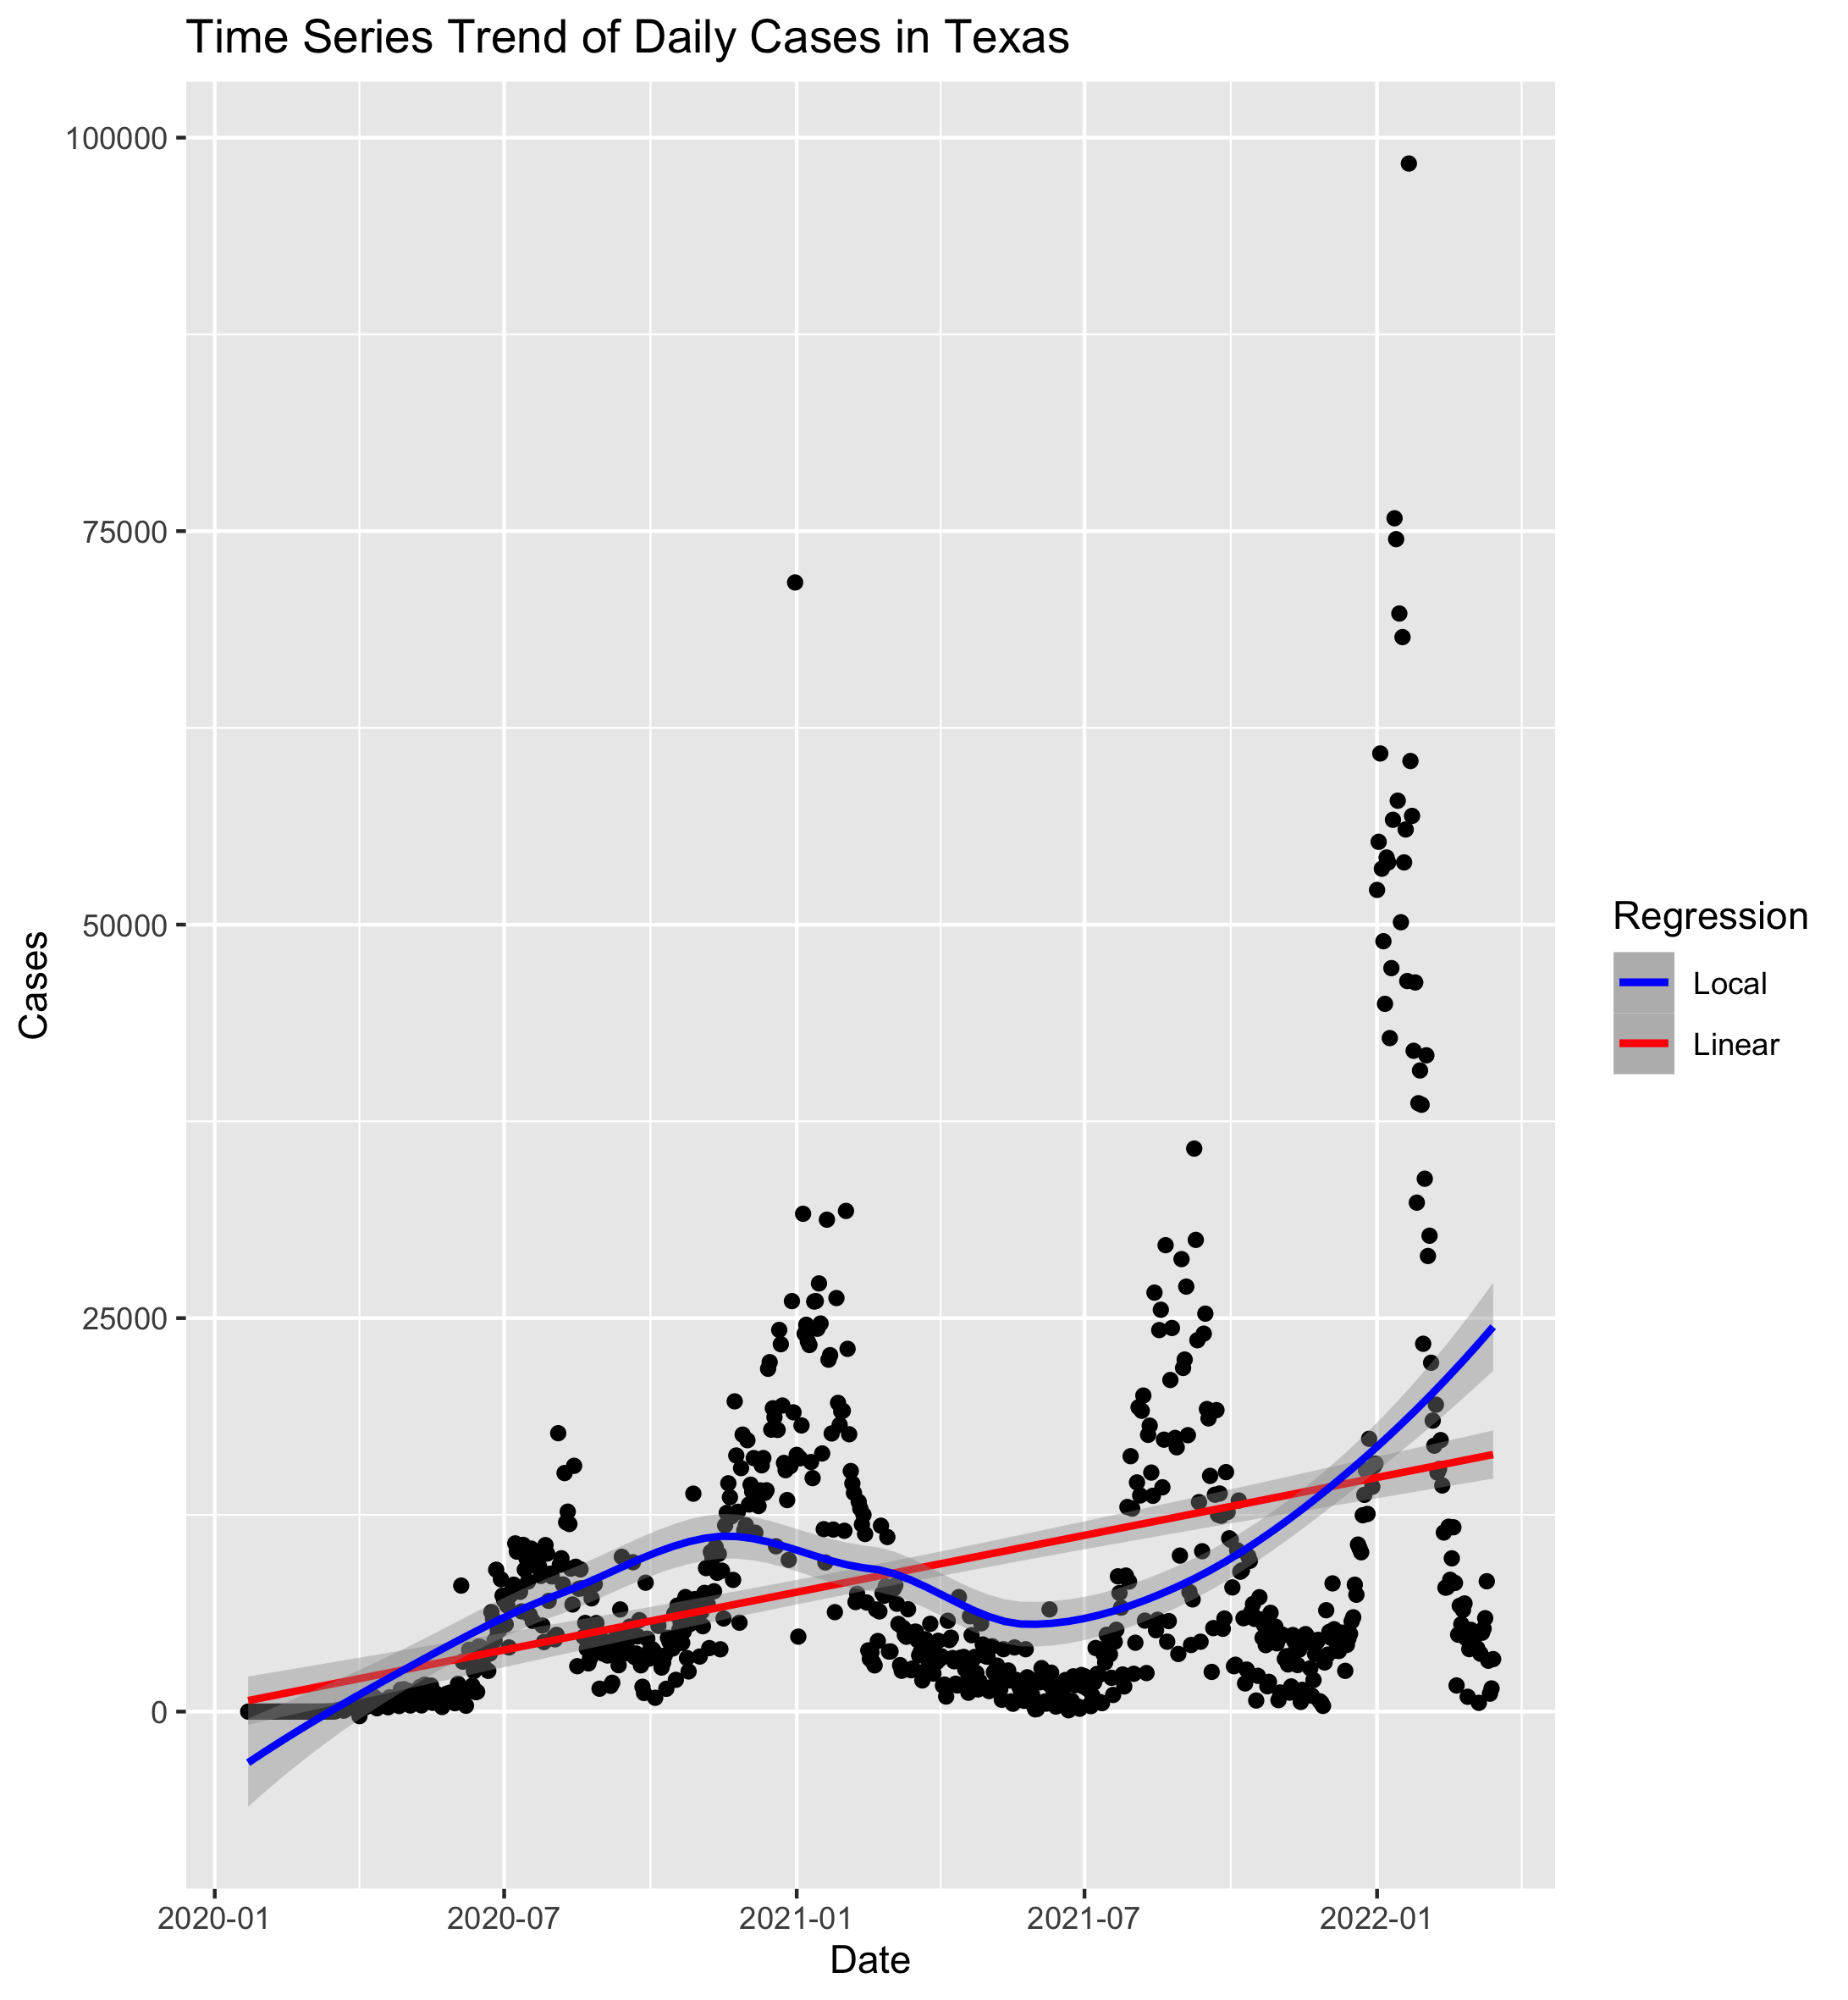 Time Series Trend of Daily Cases in Texas
100000
75000
50000
25000
0
Cases
2020-01
2020-07
2021-01
2021-07
2022-01
Date
Regression
Local
Linear